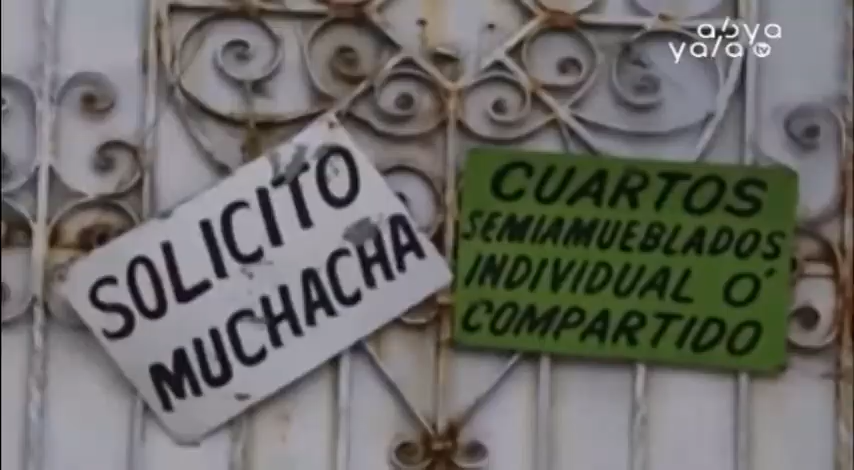 abya
yala tv
SOLICITO
MUCHACHA
CUARTOS
SEMIAMUEBLADOS
INDIVIDUAL Ó
COMPARTIDO